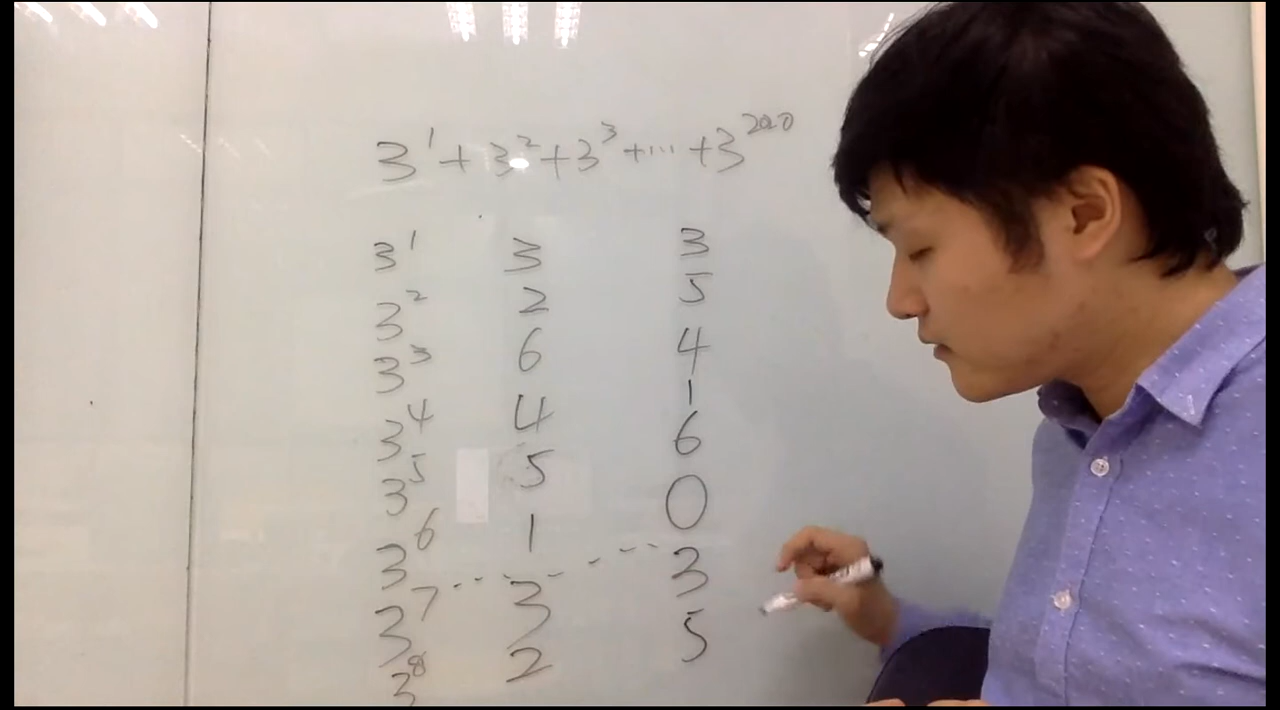 3¹ + 3² + 3³ + ... + 3²⁰²⁰
3¹ 3 3
3² 2 5
3³ 6 4
3⁴ 4 1
3⁵ 5 6
3⁶ 1 0
3⁷ 3 3
3⁸ 2 5